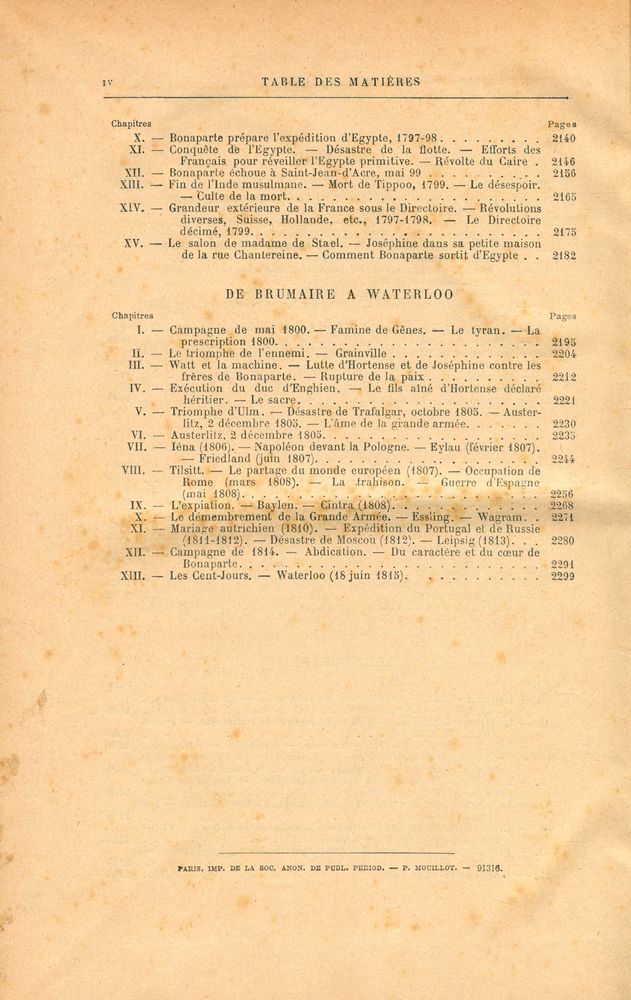 IV TABLE DES MATIÈRES
Chapitres Pages
X. — Bonaparte prépare l'expédition d'Egypte, 1797-98 . . . . . . . . . 2140
XI. — Conquête de l'Egypte. — Désastre de la flotte. — Efforts des
Français pour réveiller l'Egypte primitive. — Révolte du Caire . 2146
XII. — Bonaparte échoue à Saint-Jean-d'Acre, mai 99 . . . . . . . . . . 2156
XIII. — Fin de l'Inde musulmane. — Mort de Tippoo, 1799. — Le désespoir.
— Culte de la mort. . . . . . . . . . . . . . . . . . . . . . 2165
XIV. — Grandeur extérieure de la France sous le Directoire. — Révolutions
diverses, Suisse, Hollande, etc., 1797-1798. — Le Directoire
décimé, 1799. . . . . . . . . . . . . . . . . . . . . . . . . 2175
XV. — Le salon de madame de Stael. — Joséphine dans sa petite maison
de la rue Chantereine. — Comment Bonaparte sortit d'Egypte . . 2182
DE BRUMAIRE A WATERLOO
Chapitres Pages
I. — Campagne de mai 1800. — Famine de Gênes. — Le tyran. — La
prescription 1800. . . . . . . . . . . . . . . . . . . . . . . 2195
II. — Le triomphe de l'ennemi. — Grainville . . . . . . . . . . . . . 2204
III. — Watt et la machine. — Lutte d'Hortense et de Joséphine contre les
frères de Bonaparte. — Rupture de la paix . . . . . . . . . . 2212
IV. — Exécution du duc d'Enghien. — Le fils aîné d'Hortense déclaré
héritier. — Le sacre. . . . . . . . . . . . . . . . . . . . . 2221
V. — Triomphe d'Ulm. — Désastre de Trafalgar, octobre 1805. — Auster-
litz, 2 décembre 1805. — L'âme de la grande armée. . . . . . . 2230
VI. — Austerlitz, 2 décembre 1805. . . . . . . . . . . . . . . . . . . 2235
VII. — Iéna (1806). — Napoléon devant la Pologne. — Eylau (février 1807).
— Friedland (juin 1807). . . . . . . . . . . . . . . . . . . 2244
VIII. — Tilsitt. — Le partage du monde européen (1807). — Occupation de
Rome (mars 1808). — La trahison. — Guerre d'Espagne
(mai 1808). . . . . . . . . . . . . . . . . . . . . . . . . . 2256
IX. — L'expiation. — Baylen. — Cintra (1808). . . . . . . . . . . . . 2268
X. — Le démembrement de la Grande Armée. — Essling. — Wagram. . 2271
XI. — Mariage autrichien (1810). — Expédition du Portugal et de Russie
(1811-1812). — Désastre de Moscou (1812). — Leipsig (1813). . . 2280
XII. — Campagne de 1814. — Abdication. — Du caractère et du cœur de
Bonaparte. . . . . . . . . . . . . . . . . . . . . . . . . . 2291
XIII. — Les Cent-Jours. — Waterloo (18 juin 1815). . . . . . . . . . . 2299
PARIS, IMP. DE LA SOC. ANON. DE PUBL. PERIOD. — P. MOUILLOT. — 91316.